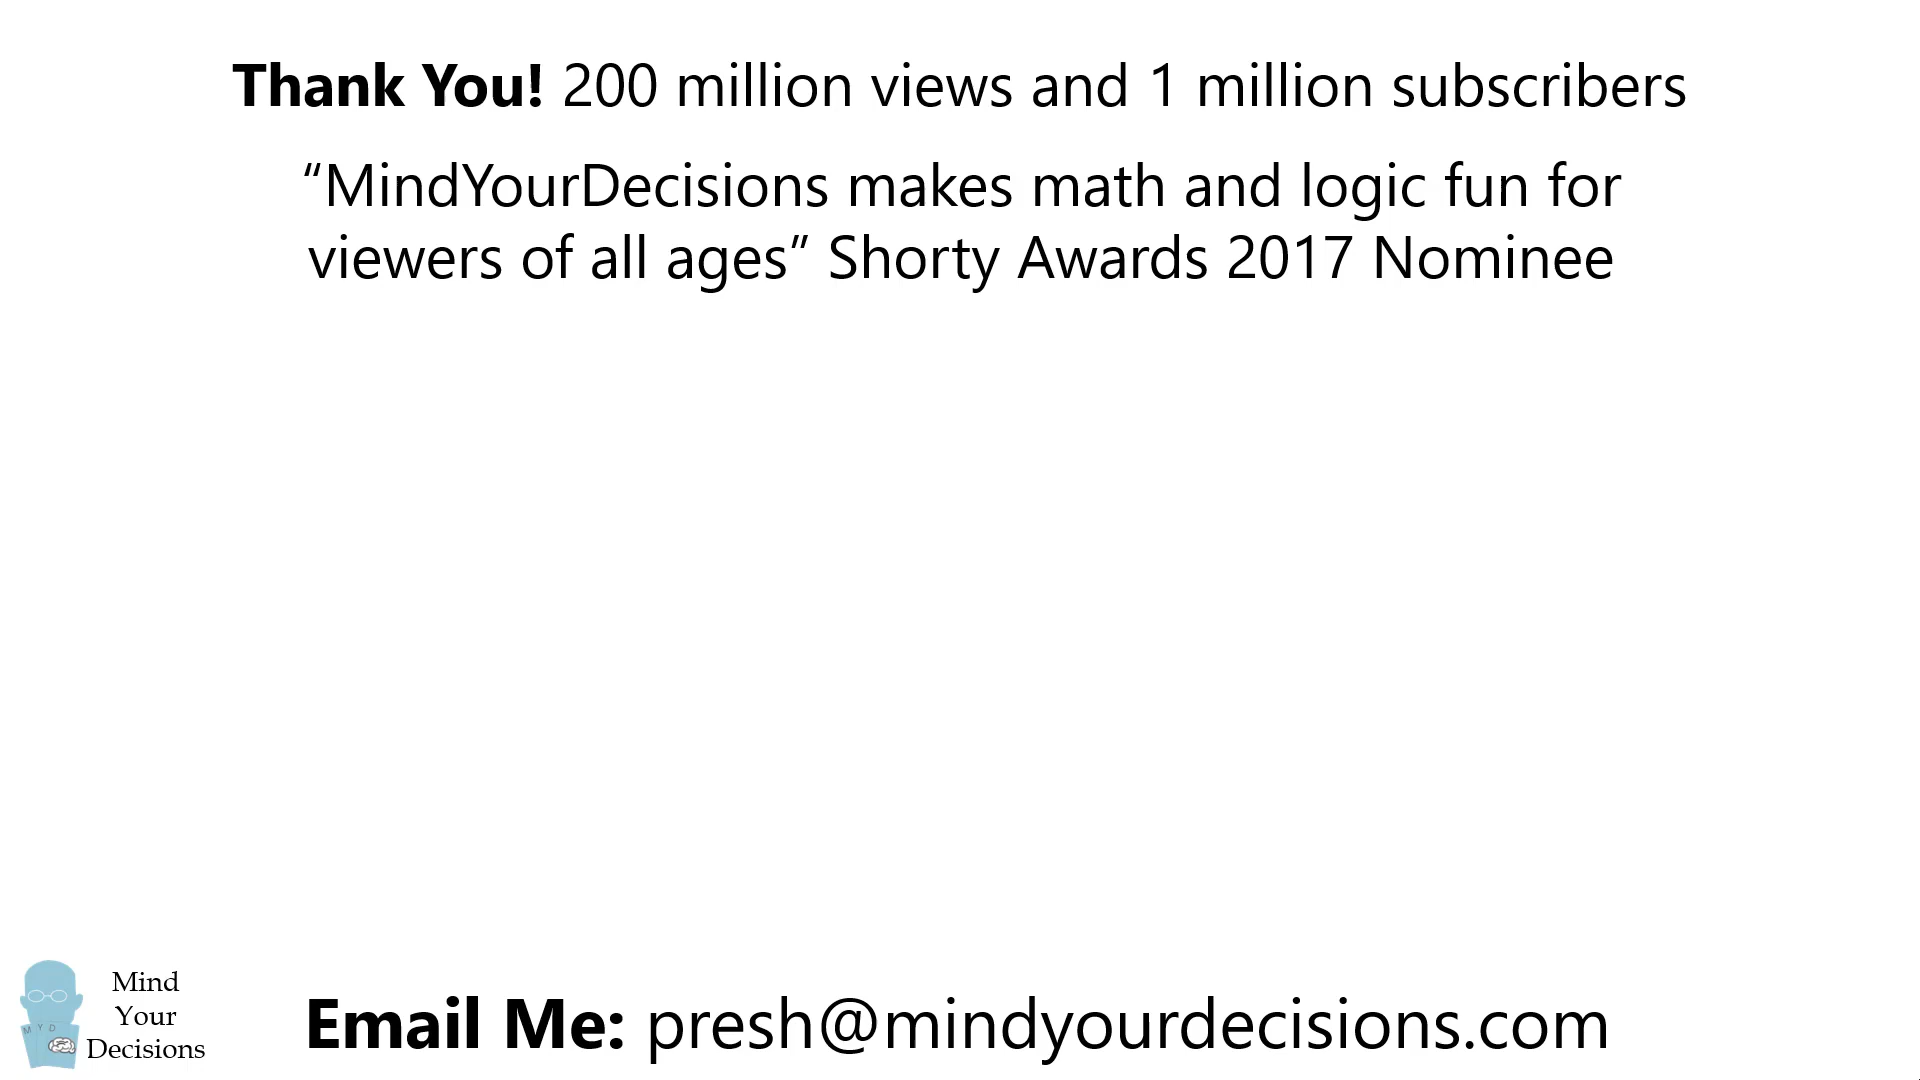 Thank You! 200 million views and 1 million subscribers
“MindYourDecisions makes math and logic fun for
viewers of all ages” Shorty Awards 2017 Nominee
Mind
Your
Decisions
M Y D
Email Me: presh@mindyourdecisions.com